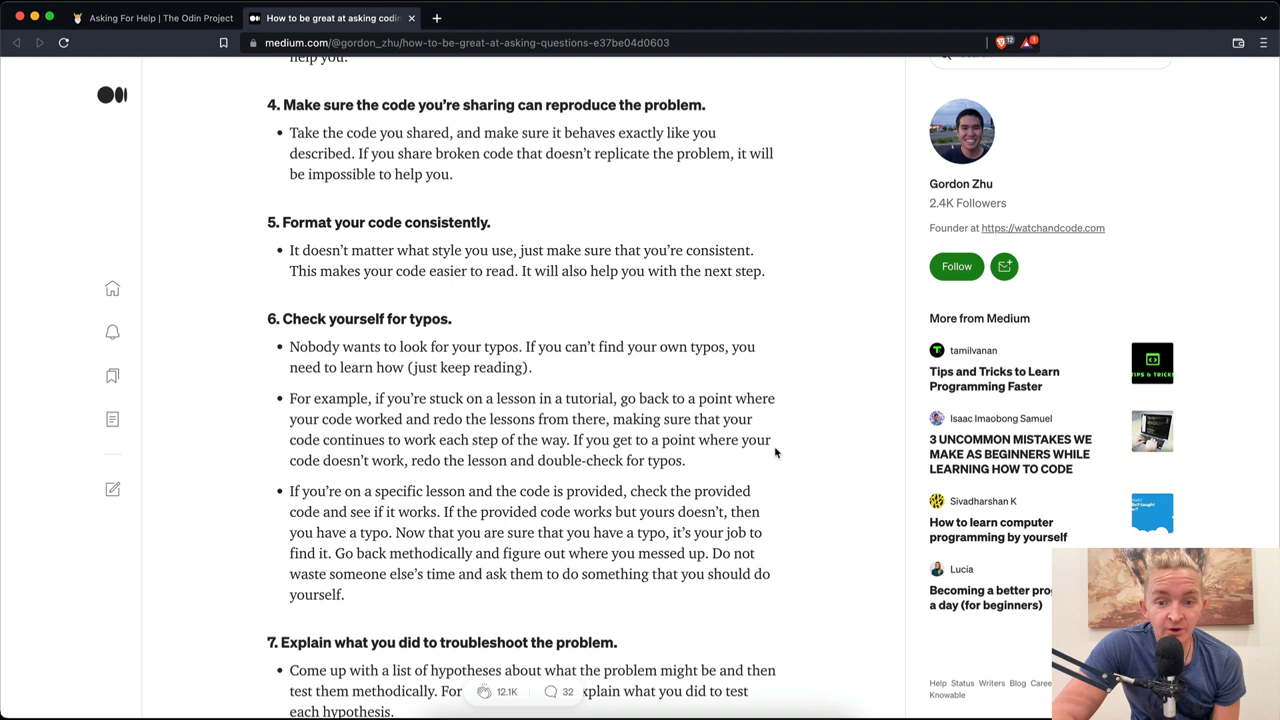 Asking For Help | The Odin Project
How to be great at asking codin
medium.com/@gordon_zhu/how-to-be-great-at-asking-questions-e37be04d0603
12
1
help you.
4. Make sure the code you're sharing can reproduce the problem.
Take the code you shared, and make sure it behaves exactly like you
described. If you share broken code that doesn't replicate the problem, it will
be impossible to help you.
5. Format your code consistently.
It doesn't matter what style you use, just make sure that you're consistent.
This makes your code easier to read. It will also help you with the next step.
6. Check yourself for typos.
Nobody wants to look for your typos. If you can't find your own typos, you
need to learn how (just keep reading).
For example, if you're stuck on a lesson in a tutorial, go back to a point where
your code worked and redo the lessons from there, making sure that your
code continues to work each step of the way. If you get to a point where your
code doesn't work, redo the lesson and double-check for typos.
If you're on a specific lesson and the code is provided, check the provided
code and see if it works. If the provided code works but yours doesn't, then
you have a typo. Now that you are sure that you have a typo, it's your job to
find it. Go back methodically and figure out where you messed up. Do not
waste someone else's time and ask them to do something that you should do
yourself.
7. Explain what you did to troubleshoot the problem.
Come up with a list of hypotheses about what the problem might be and then
test them methodically. For
xplain what you did to test
each hypothesis.
12.1K
32
Gordon Zhu
2.4K Followers
Founder at https://watchandcode.com
Follow
More from Medium
tamilvanan
Tips and Tricks to Learn
Programming Faster
TIPS & TRICKS
Isaac Imaobong Samuel
3 UNCOMMON MISTAKES WE
MAKE AS BEGINNERS WHILE
LEARNING HOW TO CODE
Sivadharshan K
How to learn computer
programming by yourself
Lucia
Becoming a better pro
a day (for beginners)
Help Status Writers Blog Caree
Knowable